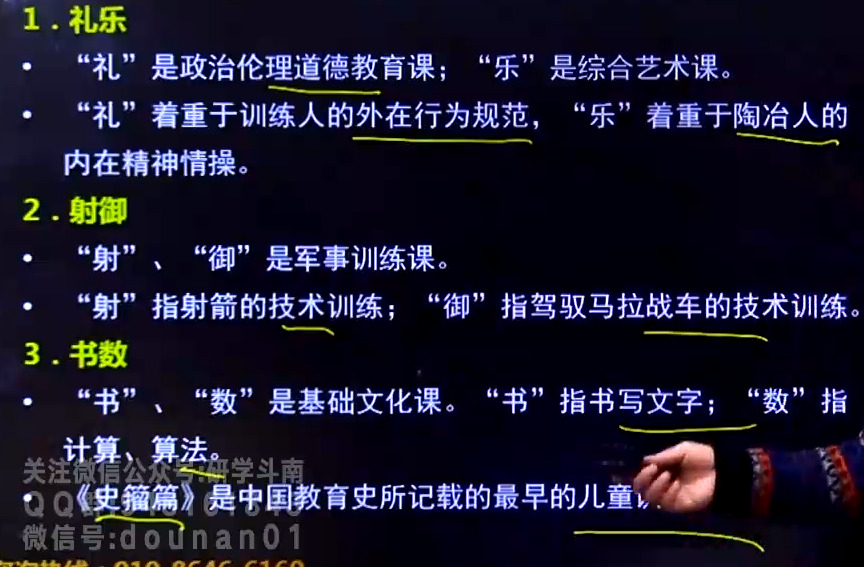 1．礼乐
• “礼”是政治伦理道德教育课；“乐”是综合艺术课。
• “礼”着重于训练人的外在行为规范，“乐”着重于陶冶人的
内在精神情操。
2．射御
• “射”、“御”是军事训练课。
• “射”指射箭的技术训练；“御”指驾驭马拉战车的技术训练。
3．书数
• “书”、“数”是基础文化课。“书”指书写文字；“数”指
计算、算法。
关注微信公众号:研学斗南
• 《史籀篇》是中国教育史所记载的最早的儿童
QQ
微信号:dounan01